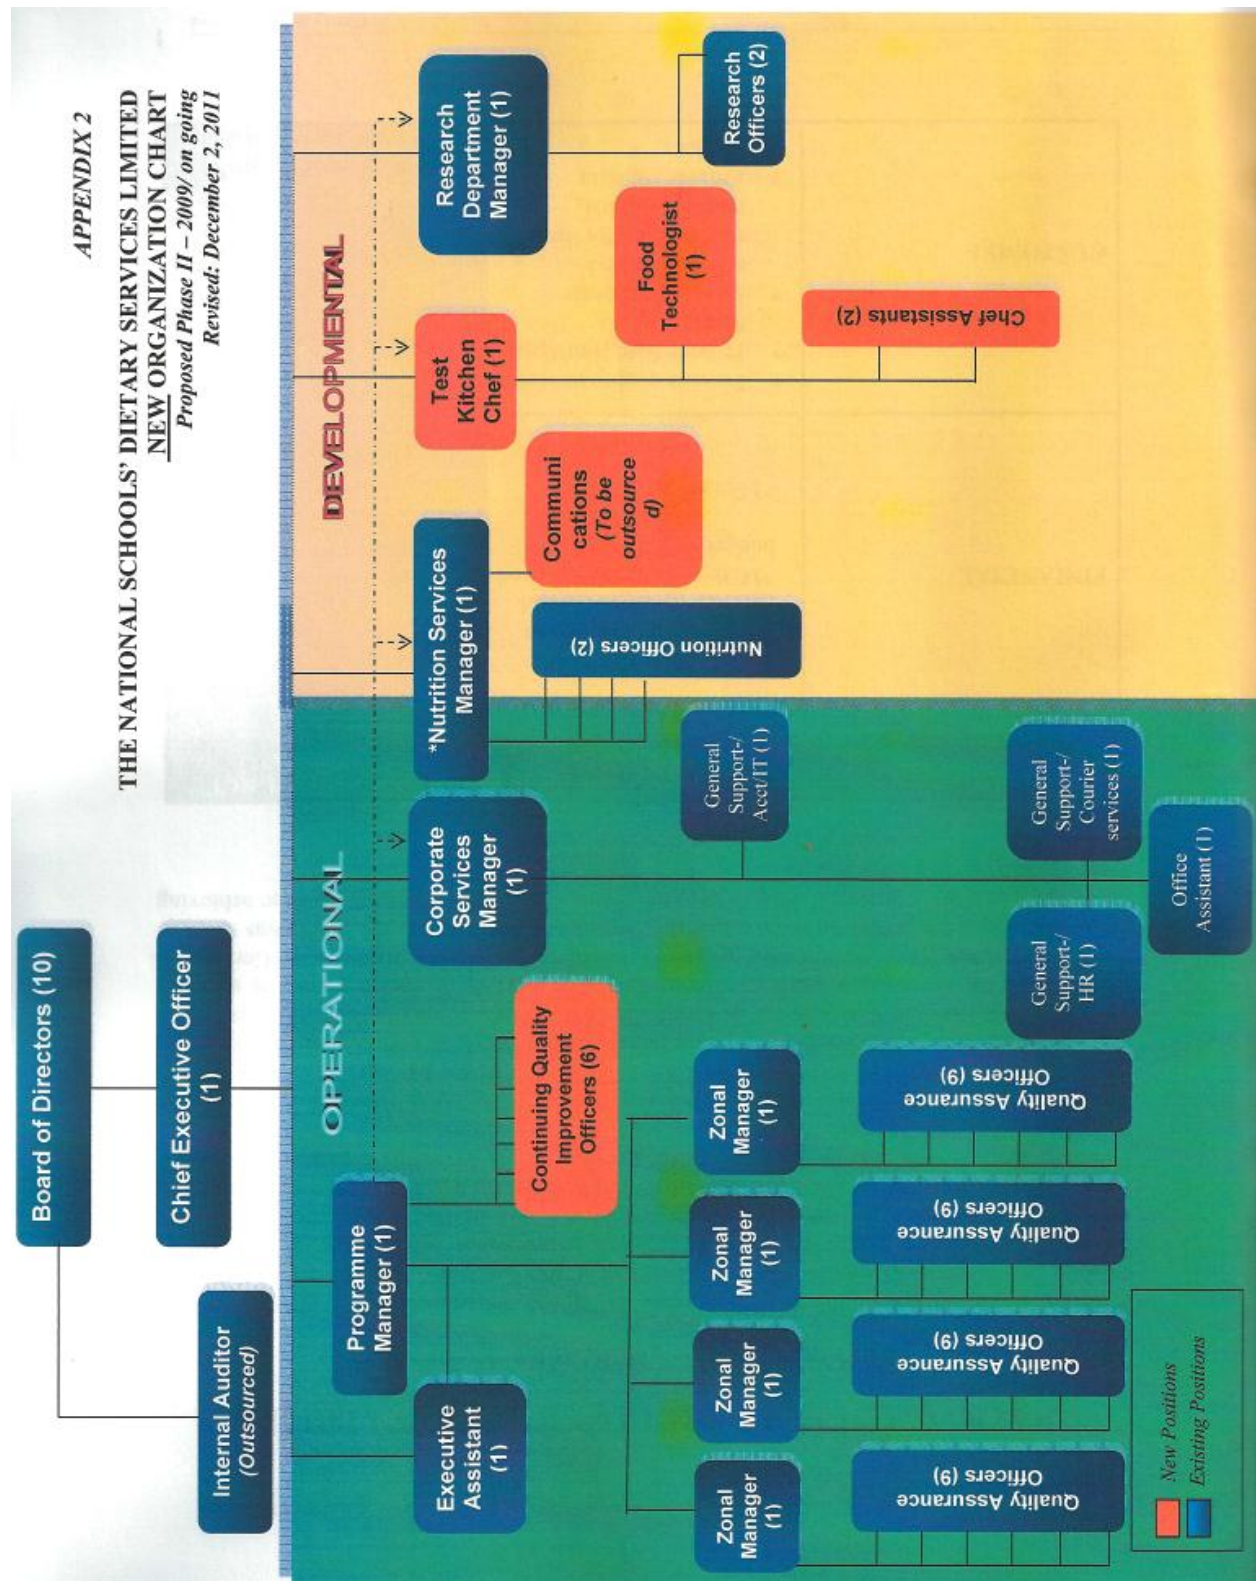 APPENDIX 2
THE NATIONAL SCHOOLS' DIETARY SERVICES LIMITED
NEW ORGANIZATION CHART
Proposed Phase II – 2009/ on going
Revised: December 2, 2011
Board of Directors (10)
Chief Executive Officer
(1)
Internal Auditor
(Outsourced)
OPERATIONAL
DEVELOPMENTAL
Programme
Manager (1)
Executive
Assistant
(1)
Corporate
Services
Manager
(1)
*Nutrition Services
Manager (1)
Test
Kitchen
Chef (1)
Research
Department
Manager (1)
Continuing Quality
Improvement
Officers (6)
Nutrition Officers (2)
Communi
cations
(To be
outsource
d)
Food
Technologist
(1)
Research
Officers (2)
Zonal
Manager
(1)
Zonal
Manager
(1)
Zonal
Manager
(1)
Zonal
Manager
(1)
General
Support-/
Acct/IT (1)
Chef Assistants (2)
Quality Assurance
Officers (9)
Quality Assurance
Officers (9)
Quality Assurance
Officers (9)
Quality Assurance
Officers (9)
General
Support-/
HR (1)
General
Support-/
Courier
services (1)
Office
Assistant (1)
New Positions
Existing Positions